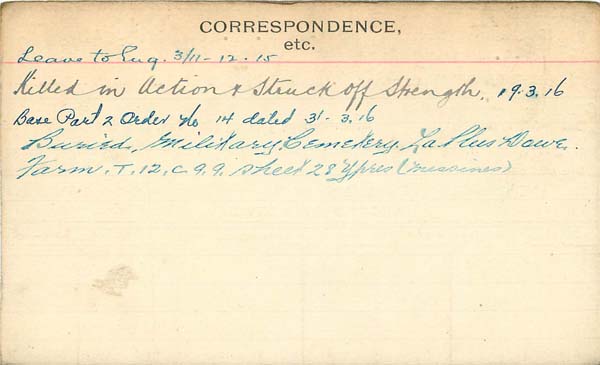 CORRESPONDENCE,
etc.
Leave to Eng. 3/11-12-15
Killed in Action & Struck off Strength. 19.3.16
Base Part 2 Order No 14 dated 31-3.16
Buried, Military Cemetery, La Plus Dowe.
Farm. T.12.c.9.9. Sheet 28 Ypres (Messines)